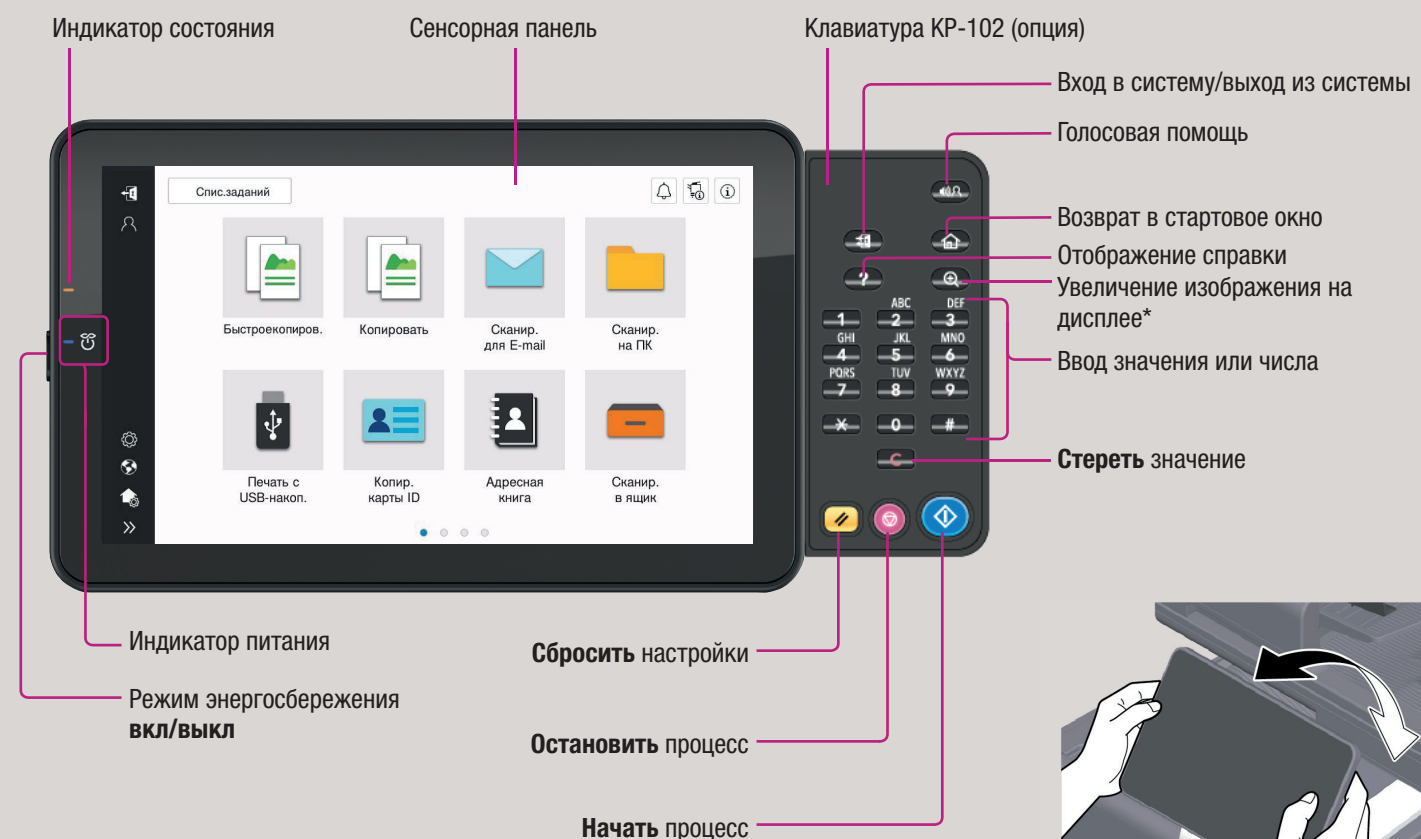 Индикатор состояния
Сенсорная панель
Клавиатура KP-102 (опция)
Вход в систему/выход из системы
Голосовая помощь
Возврат в стартовое окно
Отображение справки
Увеличение изображения на
дисплее*
Ввод значения или числа
Стереть значение
Спис.заданий
Быстроекопиров.
Копировать
Сканир.
для E-mail
Сканир.
на ПК
Печать с
USB-накоп.
Копир.
карты ID
Адресная
книга
Сканир.
в ящик
?
ABC DEF
1 2 3
GHI JKL MNO
4 5 6
PQRS TUV WXYZ
7 8 9
* 0 #
C
Индикатор питания
Режим энергосбережения
вкл/выкл
Сбросить настройки
Остановить процесс
Начать процесс